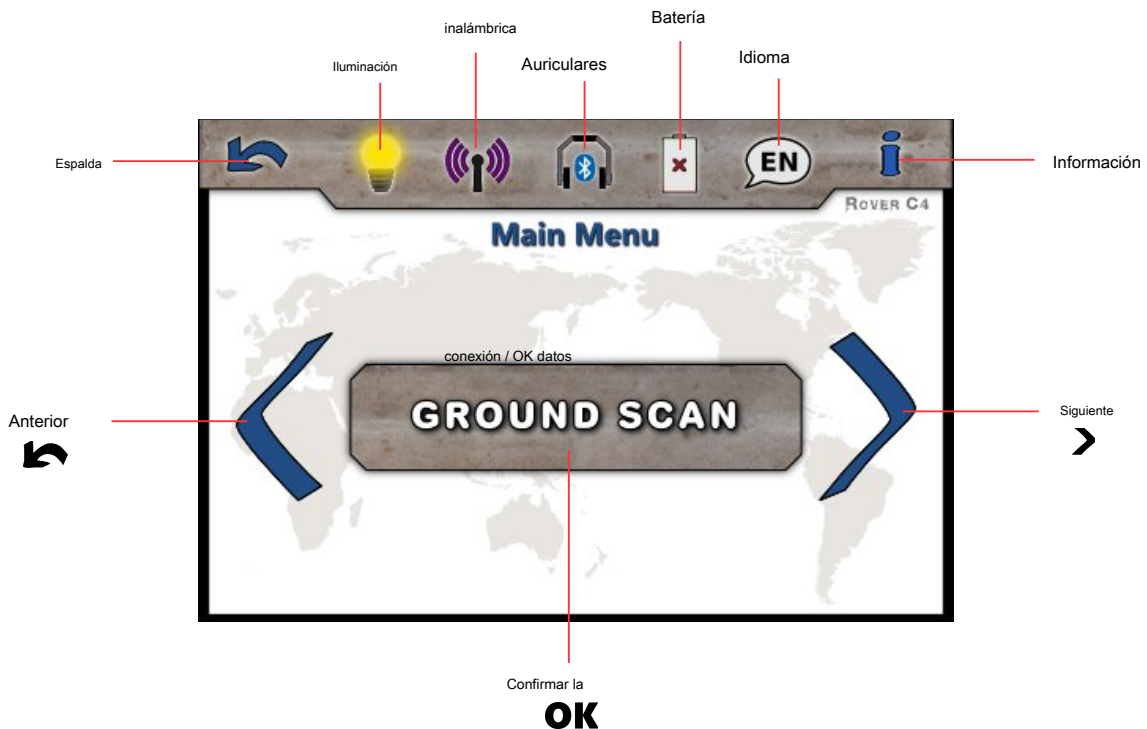 Batería
inalámbrica
Idioma
Iluminación
Auriculares
Espalda
EN
Información
ROVER C4
Main Menu
conexión / OK datos
GROUND SCAN
Anterior
Siguiente
Confirmar la
OK